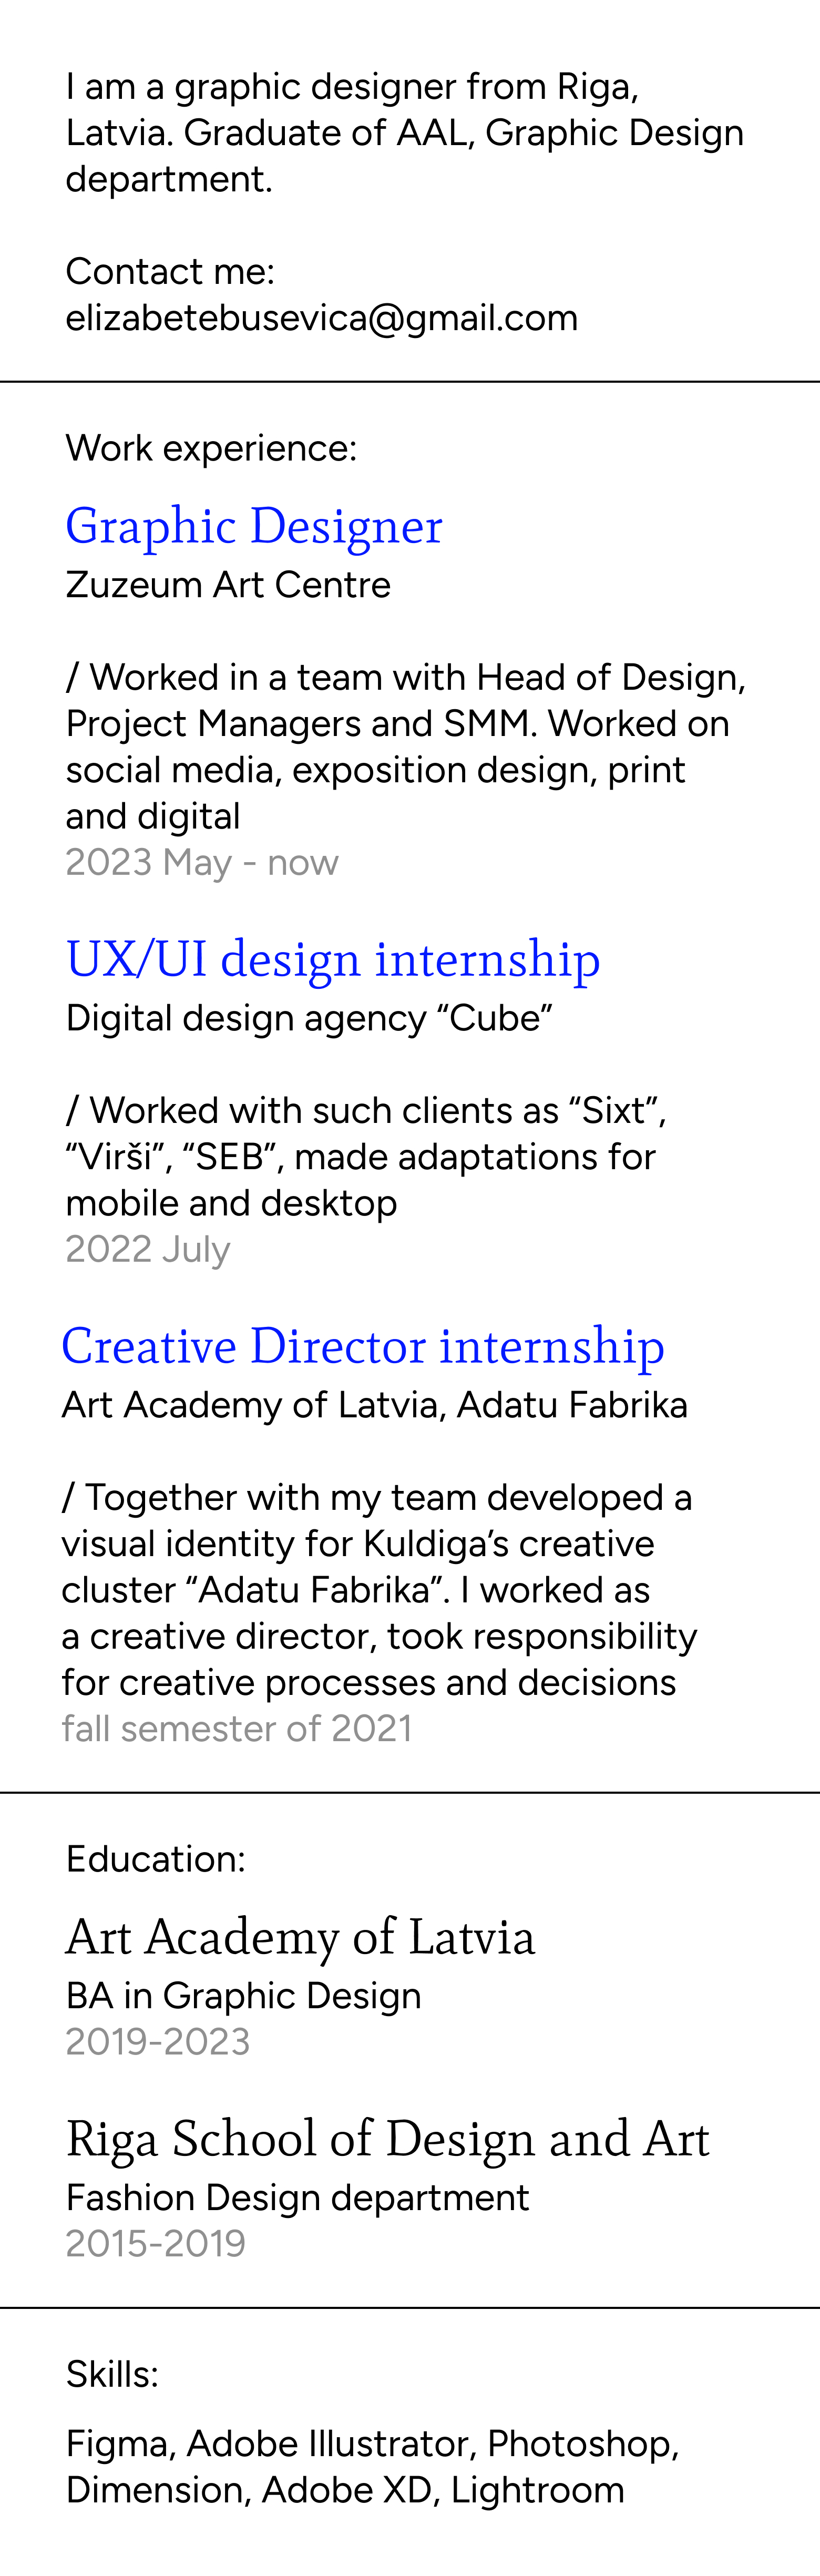 I am a graphic designer from Riga,
Latvia. Graduate of AAL, Graphic Design
department.
Contact me:
elizabetebusevica@gmail.com
Work experience:
Graphic Designer
Zuzeum Art Centre
/ Worked in a team with Head of Design,
Project Managers and SMM. Worked on
social media, exposition design, print
and digital
2023 May - now
UX/UI design internship
Digital design agency “Cube”
/ Worked with such clients as “Sixt”,
“Virši”, “SEB”, made adaptations for
mobile and desktop
2022 July
Creative Director internship
Art Academy of Latvia, Adatu Fabrika
/ Together with my team developed a
visual identity for Kuldiga’s creative
cluster “Adatu Fabrika”. I worked as
a creative director, took responsibility
for creative processes and decisions
fall semester of 2021
Education:
Art Academy of Latvia
BA in Graphic Design
2019-2023
Riga School of Design and Art
Fashion Design department
2015-2019
Skills:
Figma, Adobe Illustrator, Photoshop,
Dimension, Adobe XD, Lightroom